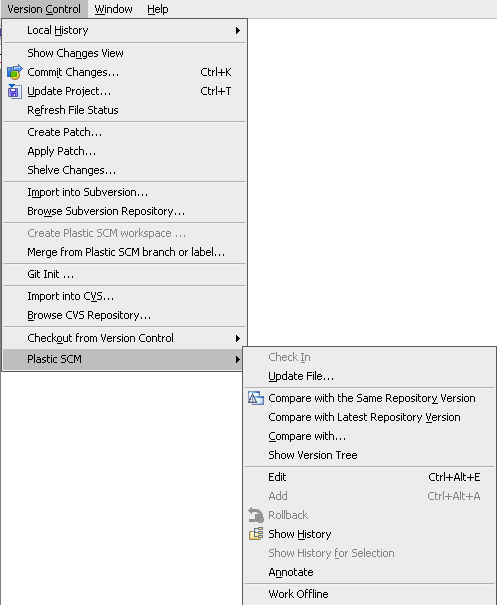 Version Control Window Help
Local History
Show Changes View
Commit Changes... Ctrl+K
Update Project... Ctrl+T
Refresh File Status
Create Patch...
Apply Patch...
Shelve Changes...
Import into Subversion...
Browse Subversion Repository...
Create Plastic SCM workspace ...
Merge from Plastic SCM branch or label...
Git Init ...
Import into CVS...
Browse CVS Repository...
Checkout from Version Control
Plastic SCM
Check In
Update File...
Compare with the Same Repository Version
Compare with Latest Repository Version
Compare with...
Show Version Tree
Edit Ctrl+Alt+E
Add Ctrl+Alt+A
Rollback
Show History
Show History for Selection
Annotate
Work Offline